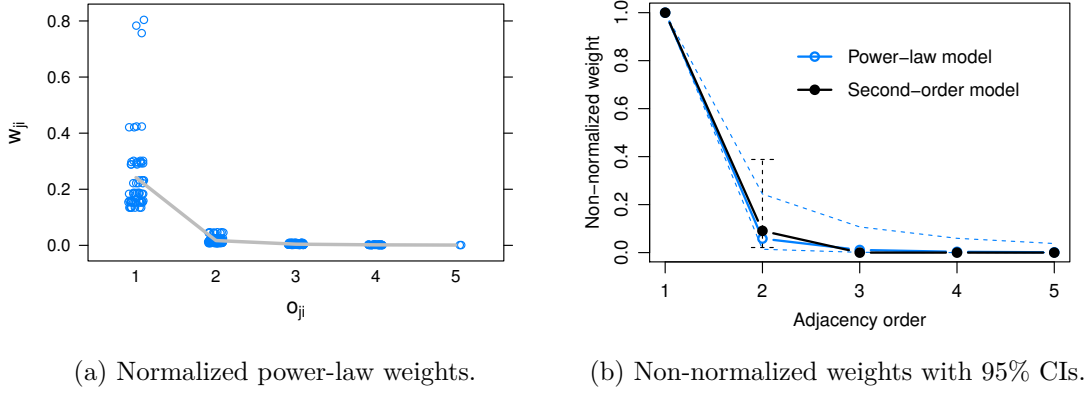 0.8
0.6
0.4
0.2
0.0
w_ji
1 2 3 4 5
o_ji
(a) Normalized power-law weights.
1.0
0.8
0.6
0.4
0.2
0.0
Non−normalized weight
Power−law model
Second−order model
1 2 3 4 5
Adjacency order
(b) Non-normalized weights with 95% CIs.